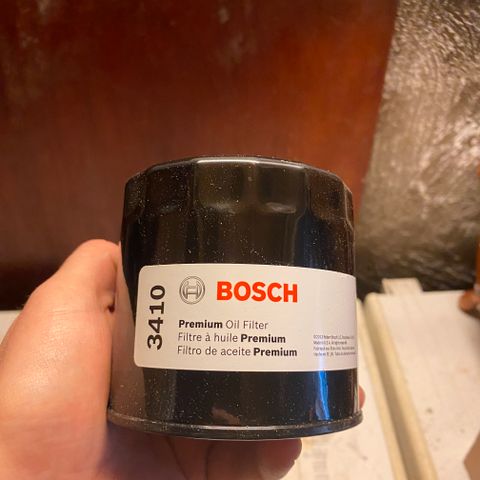 3410
BOSCH
Premium Oil Filter
Filtre à huile Premium
Filtro de aceite Premium